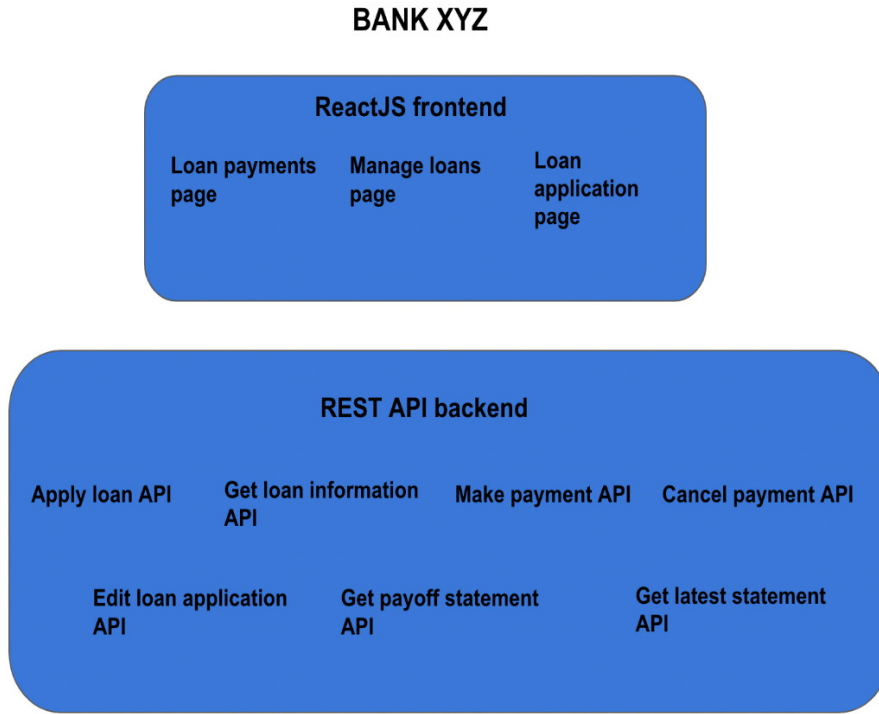 BANK XYZ
ReactJS frontend
Loan payments
page
Manage loans
page
Loan
application
page
REST API backend
Apply loan API
Get loan information
API
Make payment API
Cancel payment API
Edit loan application
API
Get payoff statement
API
Get latest statement
API